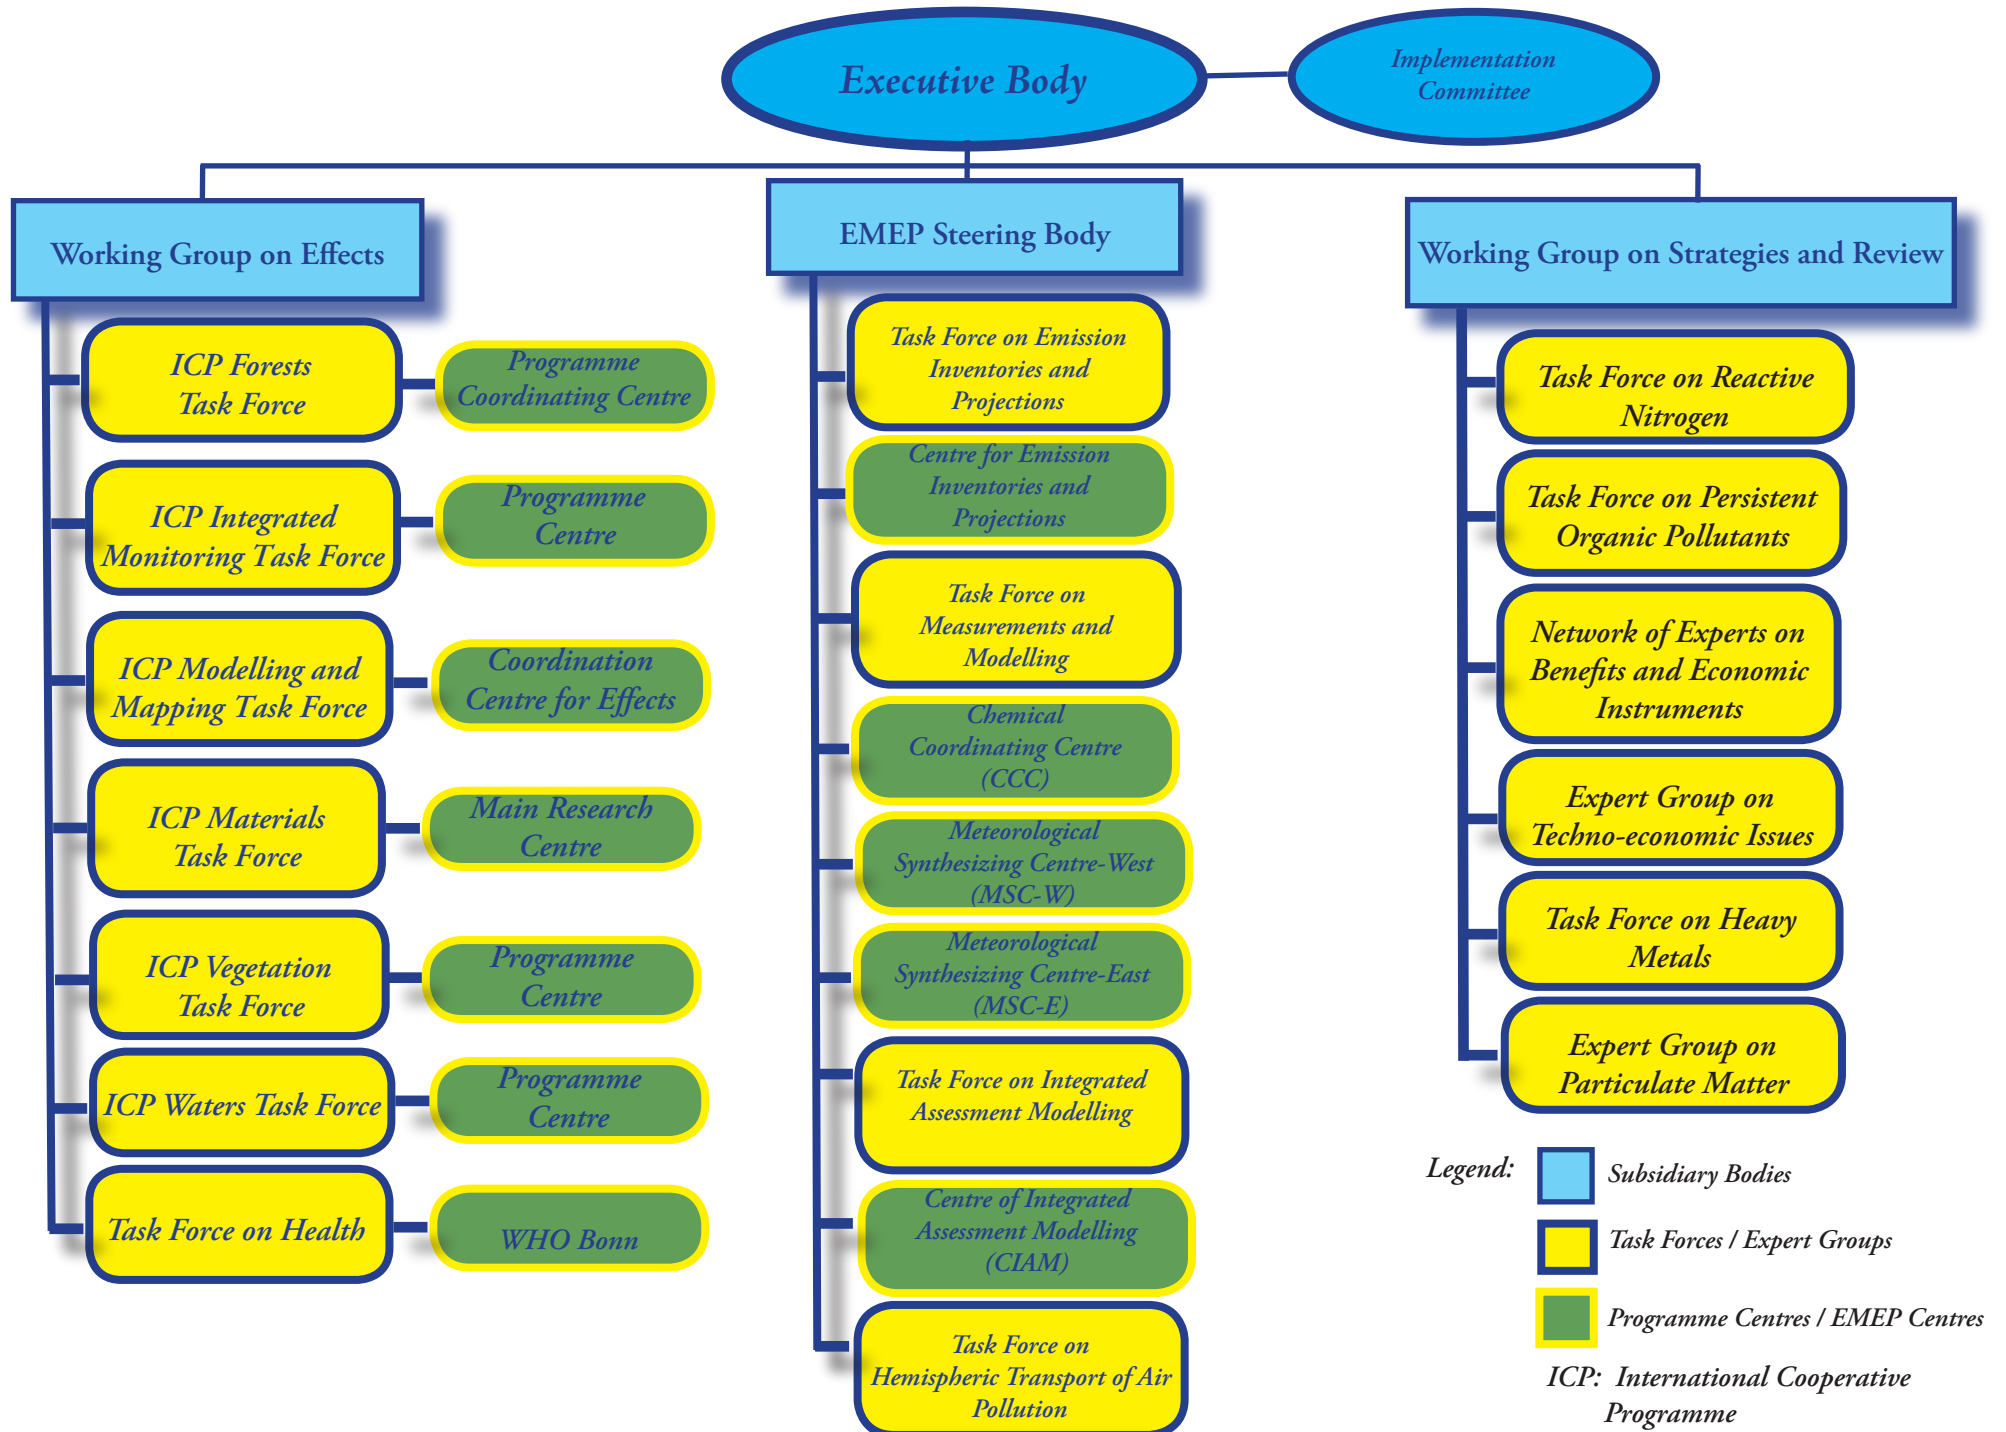 Executive Body
Implementation
Committee
Working Group on Effects
ICP Forests
Task Force
Programme
Coordinating Centre
ICP Integrated
Monitoring Task Force
Programme
Centre
ICP Modelling and
Mapping Task Force
Coordination
Centre for Effects
ICP Materials
Task Force
Main Research
Centre
ICP Vegetation
Task Force
Programme
Centre
ICP Waters Task Force
Programme
Centre
Task Force on Health
WHO Bonn
EMEP Steering Body
Task Force on Emission
Inventories and
Projections
Centre for Emission
Inventories and
Projections
Task Force on
Measurements and
Modelling
Chemical
Coordinating Centre
(CCC)
Meteorological
Synthesizing Centre-West
(MSC-W)
Meteorological
Synthesizing Centre-East
(MSC-E)
Task Force on Integrated
Assessment Modelling
Centre of Integrated
Assessment Modelling
(CIAM)
Task Force on
Hemispheric Transport of Air
Pollution
Working Group on Strategies and Review
Task Force on Reactive
Nitrogen
Task Force on Persistent
Organic Pollutants
Network of Experts on
Benefits and Economic
Instruments
Expert Group on
Techno-economic Issues
Task Force on Heavy
Metals
Expert Group on
Particulate Matter
Legend:
Subsidiary Bodies
Task Forces / Expert Groups
Programme Centres / EMEP Centres
ICP: International Cooperative
Programme